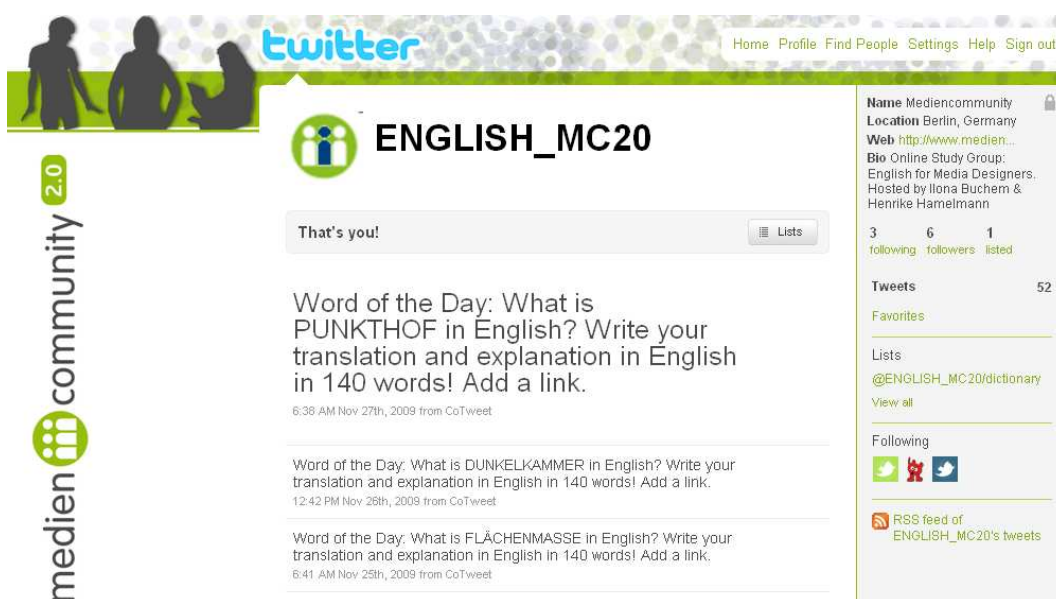 twitter
Home Profile Find People Settings Help Sign out
medien community 2.0
ENGLISH_MC20
That's you!
Lists
Word of the Day: What is
PUNKTHOF in English? Write your
translation and explanation in English
in 140 words! Add a link.
6:38 AM Nov 27th, 2009 from CoTweet
Word of the Day: What is DUNKELKAMMER in English? Write your
translation and explanation in English in 140 words! Add a link.
12:42 PM Nov 26th, 2009 from CoTweet
Word of the Day: What is FLÄCHENMASSE in English? Write your
translation and explanation in English in 140 words! Add a link.
6:41 AM Nov 25th, 2009 from CoTweet
Name Mediencommunity
Location Berlin, Germany
Web http://www.medien...
Bio Online Study Group:
English for Media Designers.
Hosted by Ilona Buchem &
Henrike Hamelmann
3 6 1
following followers listed
Tweets 52
Favorites
Lists
@ENGLISH_MC20/dictionary
View all
Following
RSS feed of
ENGLISH_MC20's tweets